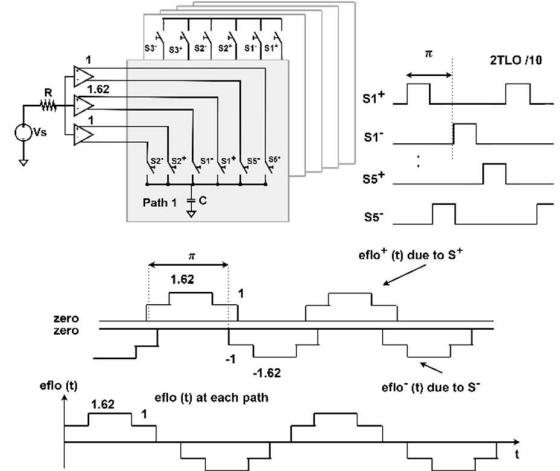 S3⁻ S3⁺ S2⁻ S2⁺ S1⁻ S1⁺
1
R
1.62
1
Vs
S2⁻ S2⁺ S1⁻ S1⁺ S5⁻ S5⁺
Path 1
C
π
2TLO /10
S1⁺
S1⁻
:
S5⁺
S5⁻
π
1.62
1
eflo⁺ (t) due to S⁺
zero
zero
-1
-1.62
eflo⁻ (t) due to S⁻
eflo (t)
eflo (t) at each path
1.62
1
t